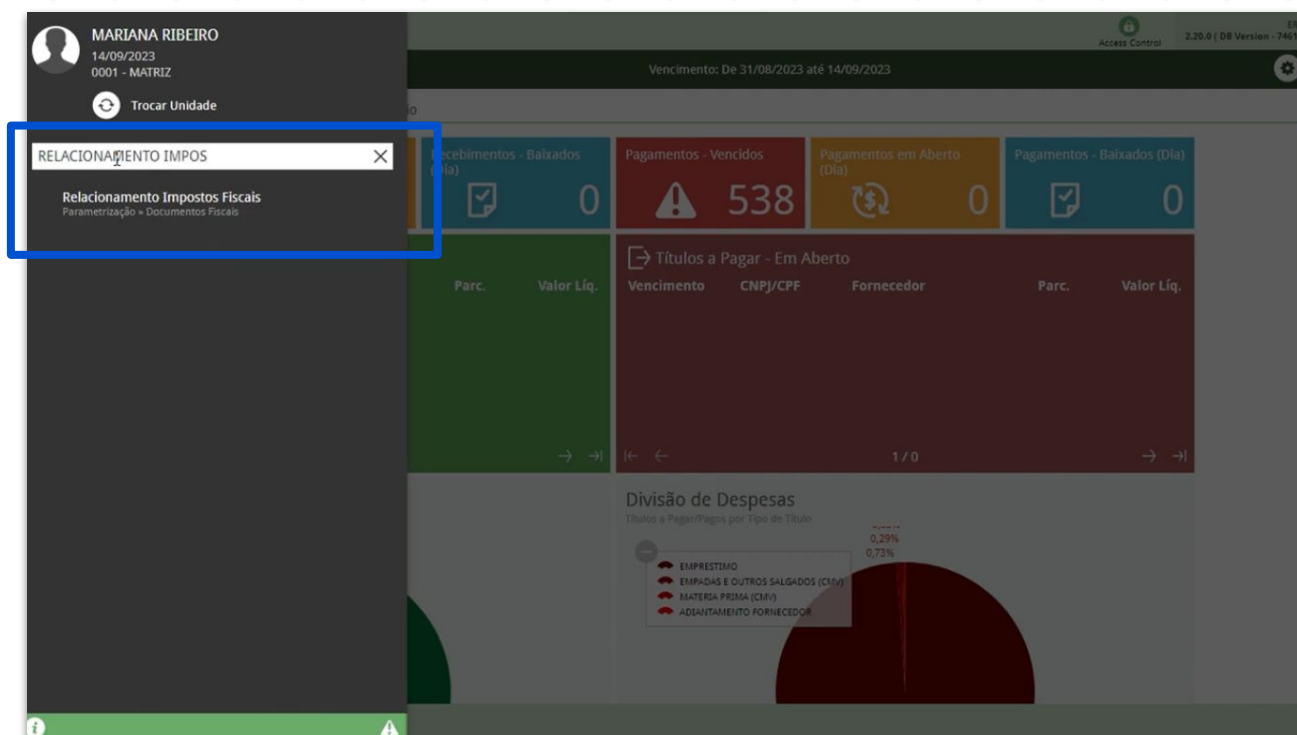 MARIANA RIBEIRO
14/09/2023
0001 - MATRIZ
Trocar Unidade
RELACIONAMENTO IMPOS
Relacionamento Impostos Fiscais
Parametrização » Documentos Fiscais
Access Control
2.20.0 ( DB Version - 7461
Vencimento: De 31/08/2023 até 14/09/2023
Recebimentos - Baixados
(Dia)
0
Pagamentos - Vencidos
538
Pagamentos em Aberto
(Dia)
0
Pagamentos - Baixados (Dia)
0
Parc. Valor Líq.
Títulos a Pagar - Em Aberto
Vencimento CNPJ/CPF Fornecedor Parc. Valor Líq.
1 / 0
Divisão de Despesas
Títulos a Pagar/Pagos por Tipo de Título
0,29%
0,73%
EMPRESTIMO
EMPADAS E OUTROS SALGADOS (CMV)
MATERIA PRIMA (CMV)
ADIANTAMENTO FORNECEDOR